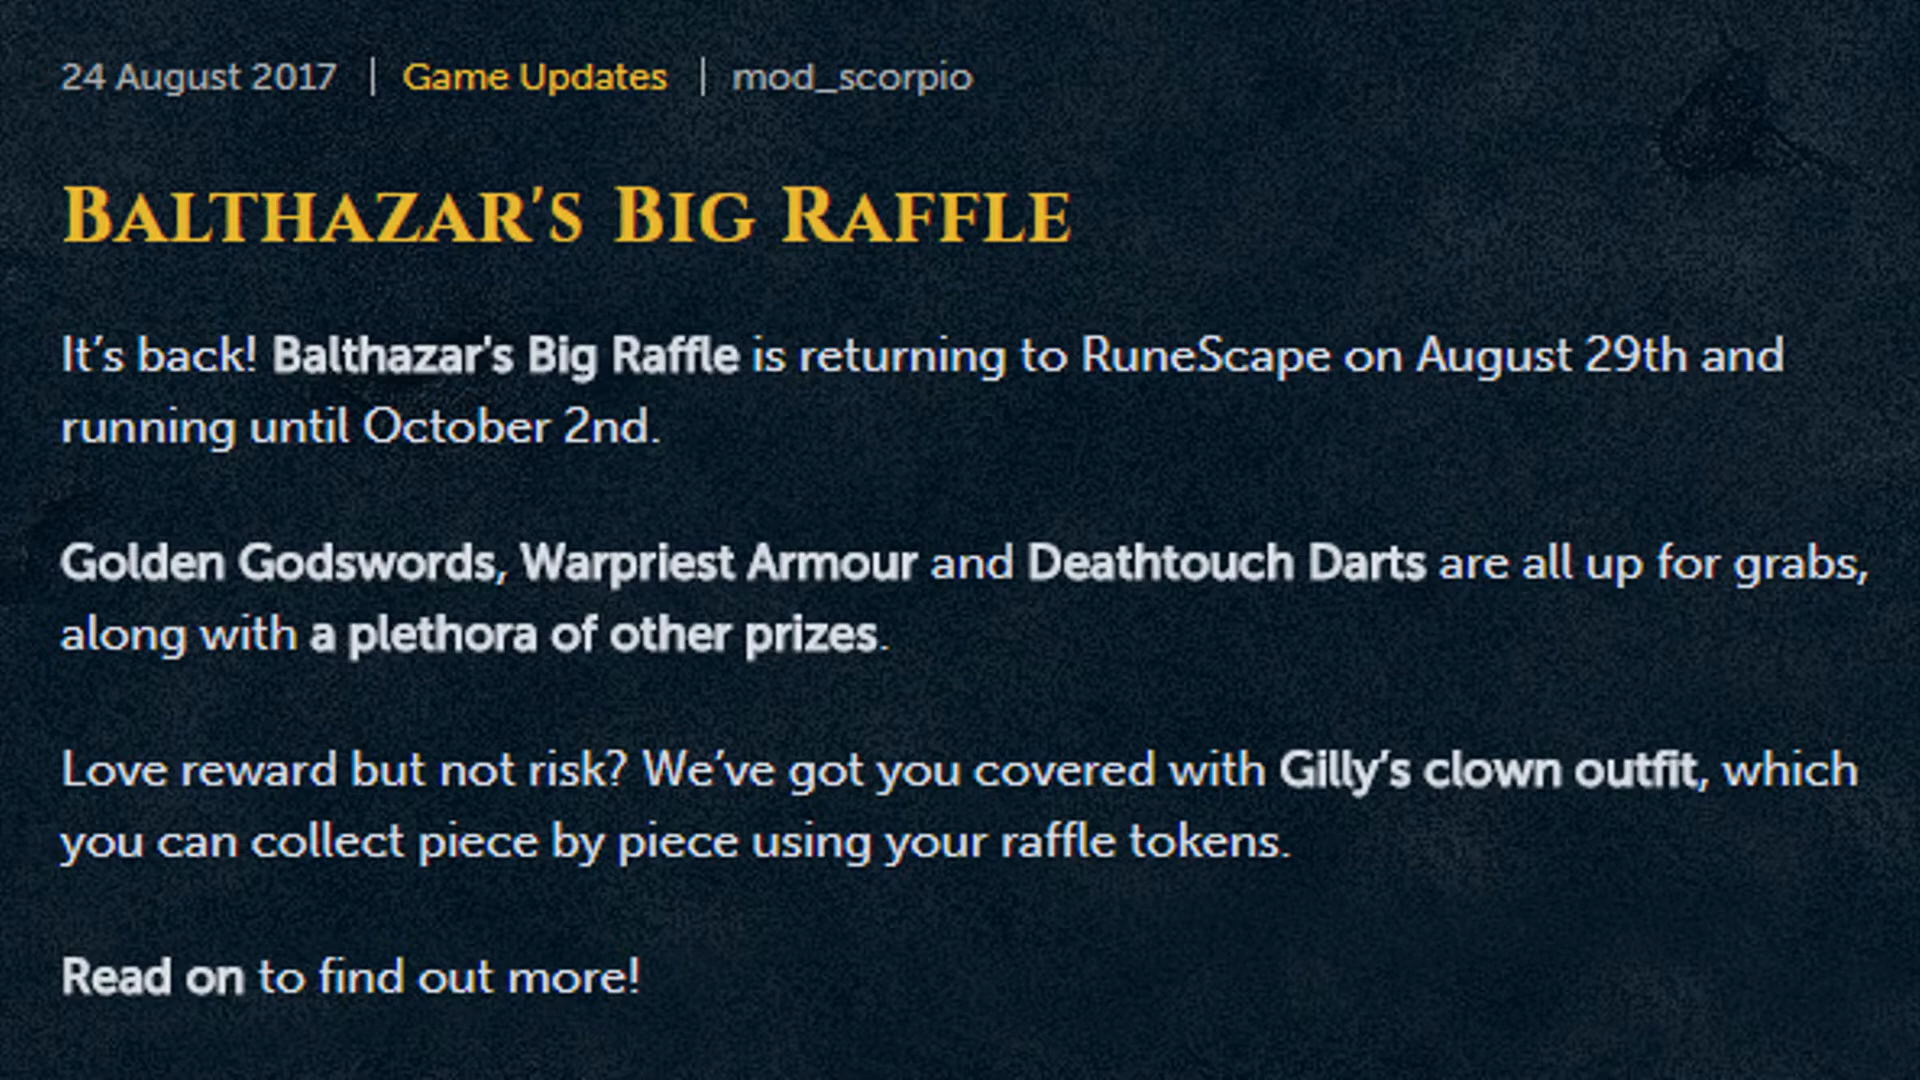 24 August 2017 | Game Updates | mod_scorpio
Balthazar's Big Raffle
It’s back! Balthazar's Big Raffle is returning to RuneScape on August 29th and
running until October 2nd.
Golden Godswords, Warpriest Armour and Deathtouch Darts are all up for grabs,
along with a plethora of other prizes.
Love reward but not risk? We’ve got you covered with Gilly’s clown outfit, which
you can collect piece by piece using your raffle tokens.
Read on to find out more!